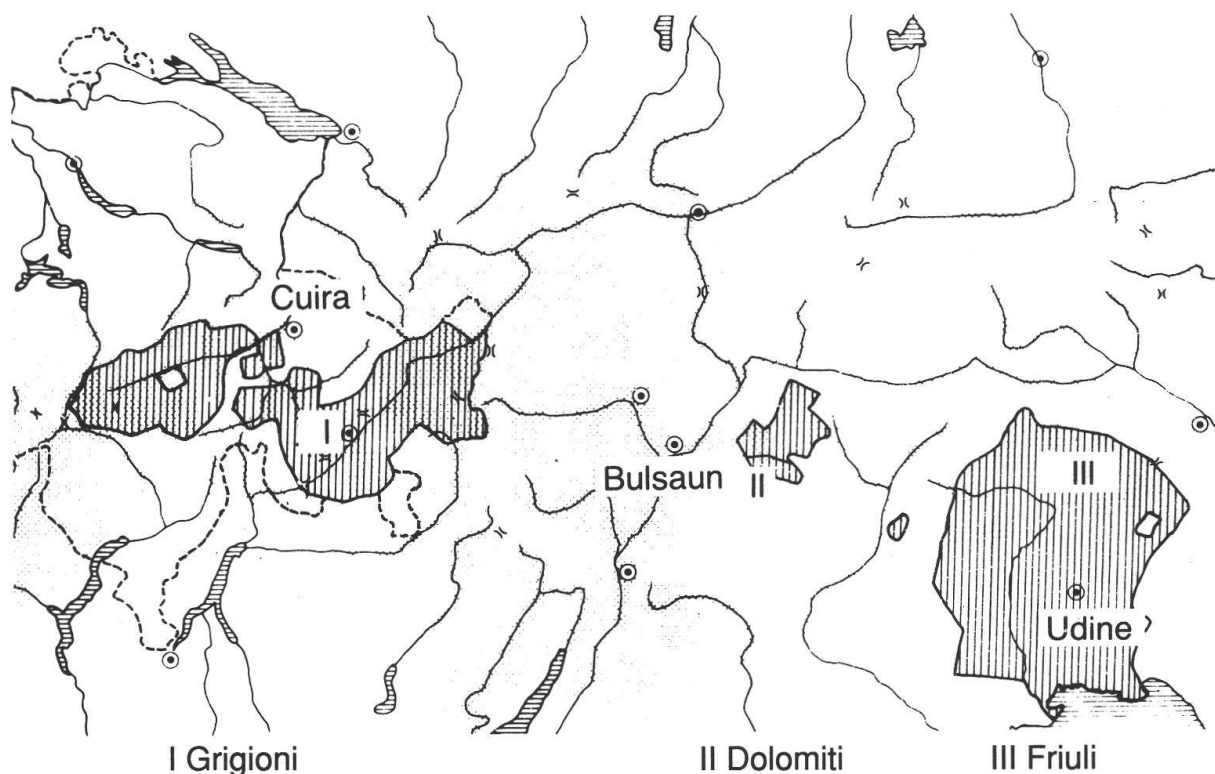 Cuira
I
Bulsaun
II
III
Udine
I Grigioni
II Dolomiti
III Friuli